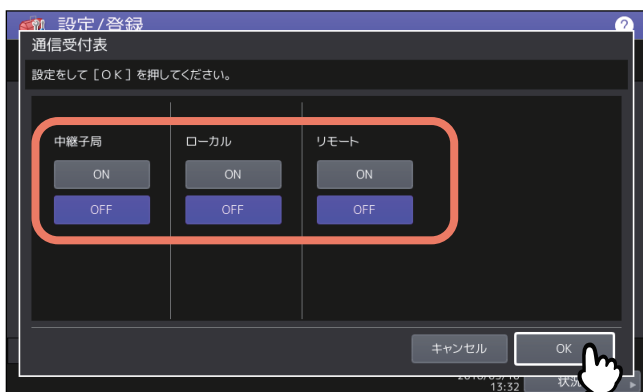 設定/登録
?
通信受付表
設定をして［OK］を押してください。
中継子局
ローカル
リモート
ON
ON
ON
OFF
OFF
OFF
キャンセル
OK
13:32
状況